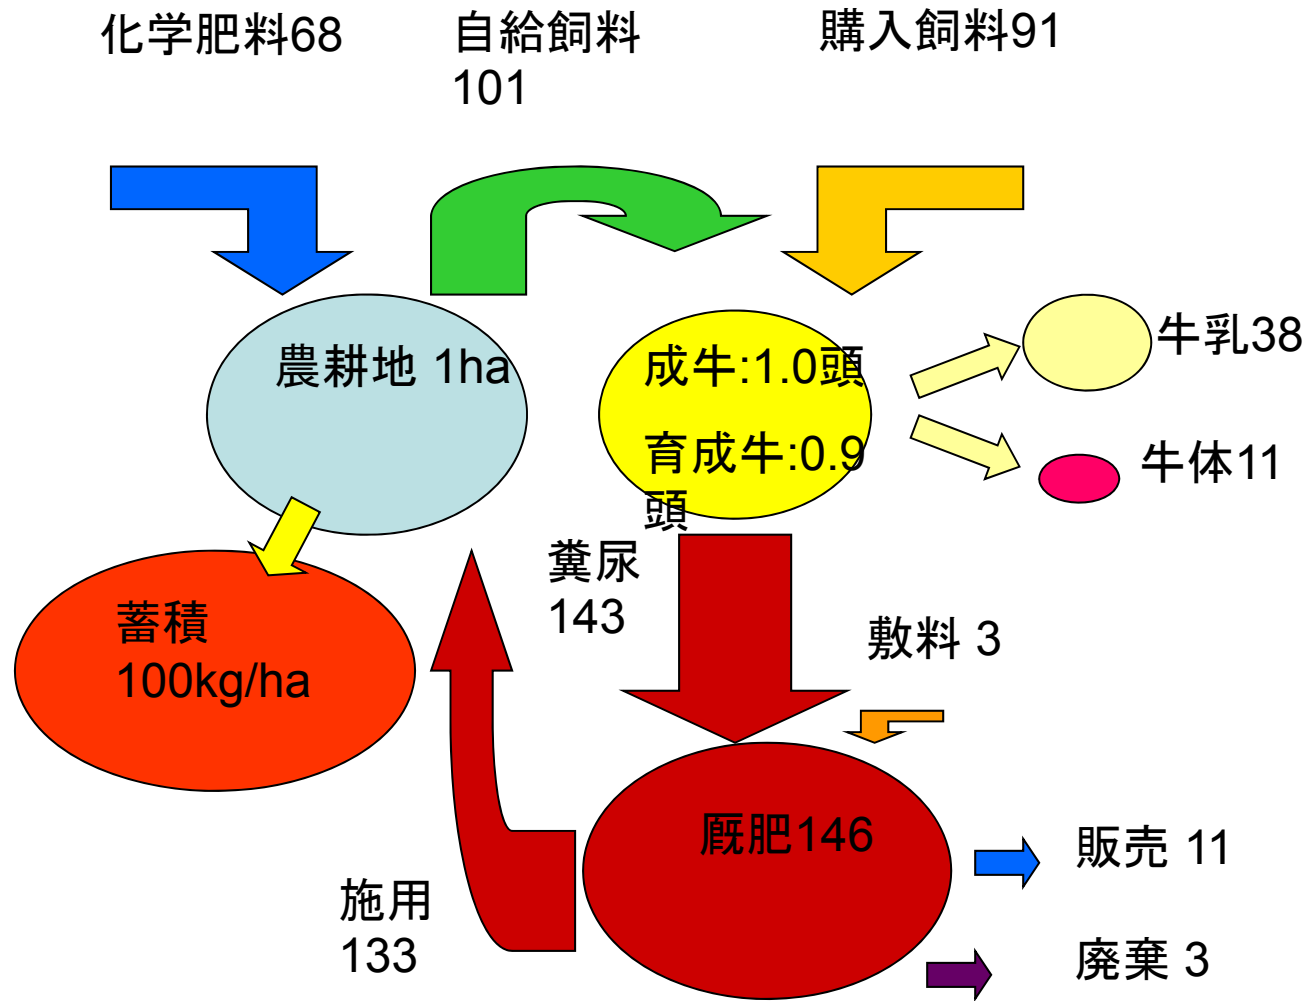 化学肥料68
自給飼料
101
購入飼料91
農耕地 1ha
成牛:1.0頭
育成牛:0.9
頭
牛乳38
牛体11
糞尿
143
敷料 3
蓄積
100kg/ha
厩肥146
施用
133
販売 11
廃棄 3